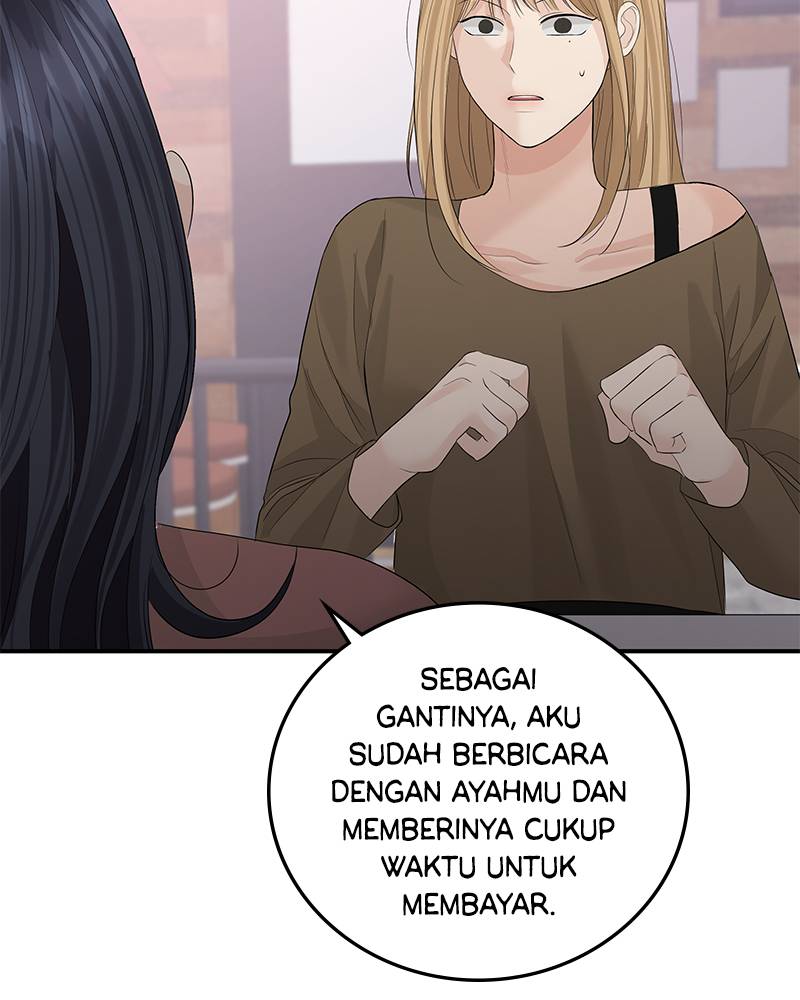 SEBAGAI
GANTINYA, AKU
SUDAH BERBICARA
DENGAN AYAHMU DAN
MEMBERINYA CUKUP
WAKTU UNTUK
MEMBAYAR.